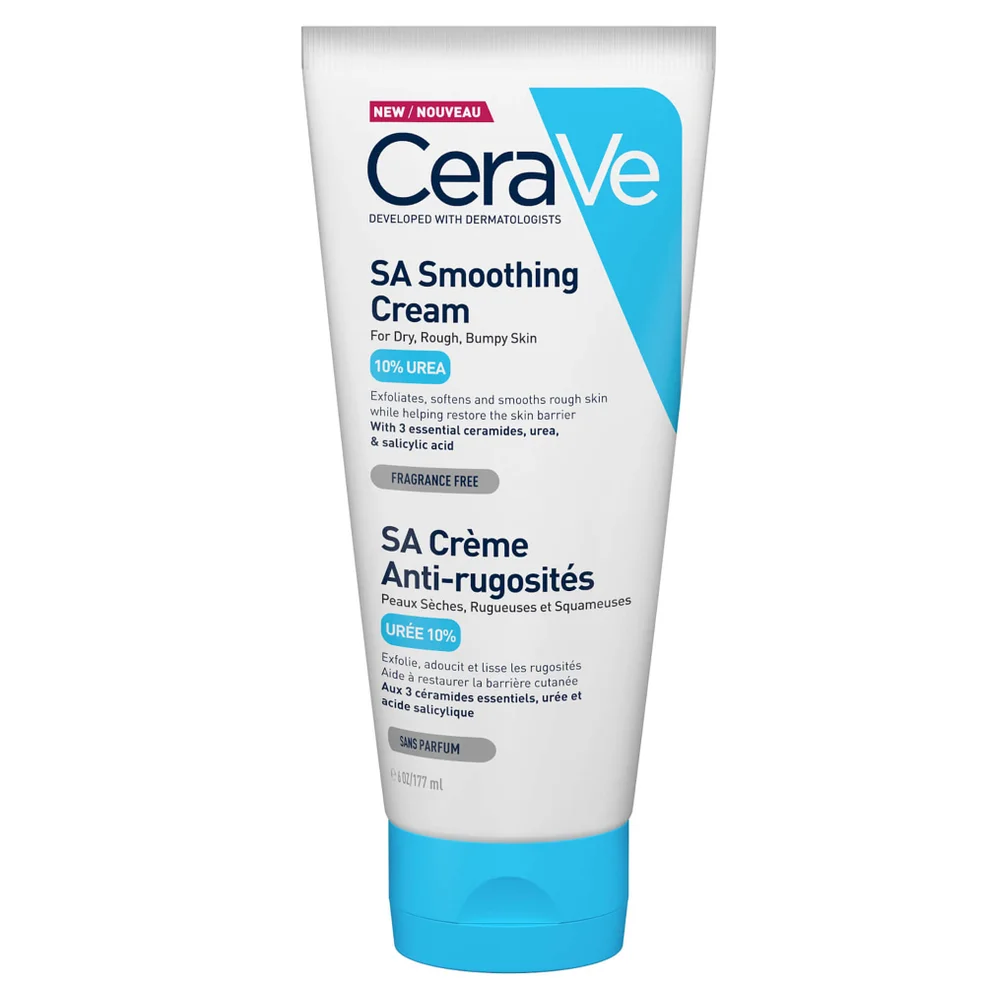 NEW / NOUVEAU
CeraVe
DEVELOPED WITH DERMATOLOGISTS
SA Smoothing
Cream
For Dry, Rough, Bumpy Skin
10% UREA
Exfoliates, softens and smooths rough skin
while helping restore the skin barrier
With 3 essential ceramides, urea,
& salicylic acid
FRAGRANCE FREE
SA Crème
Anti-rugosités
Peaux Sèches, Rugueuses et Squameuses
URÉE 10%
Exfolie, adoucit et lisse les rugosités
Aide à restaurer la barrière cutanée
Aux 3 céramides essentiels, urée et
acide salicylique
SANS PARFUM
℮ 6 OZ/177 ml